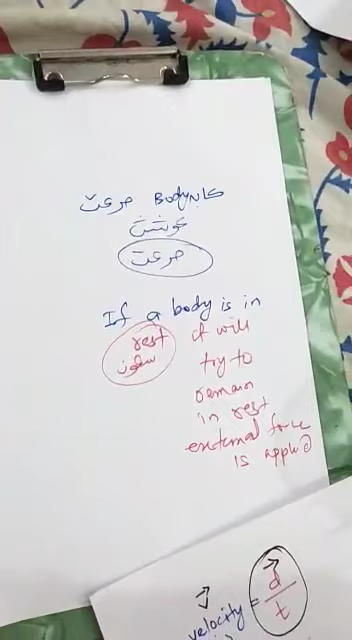 کا Body حرکت
کوشش
حرکت
If a body is in
rest it will
سکون
try to
remain
in rest
external force
is applied
velocity = d
t